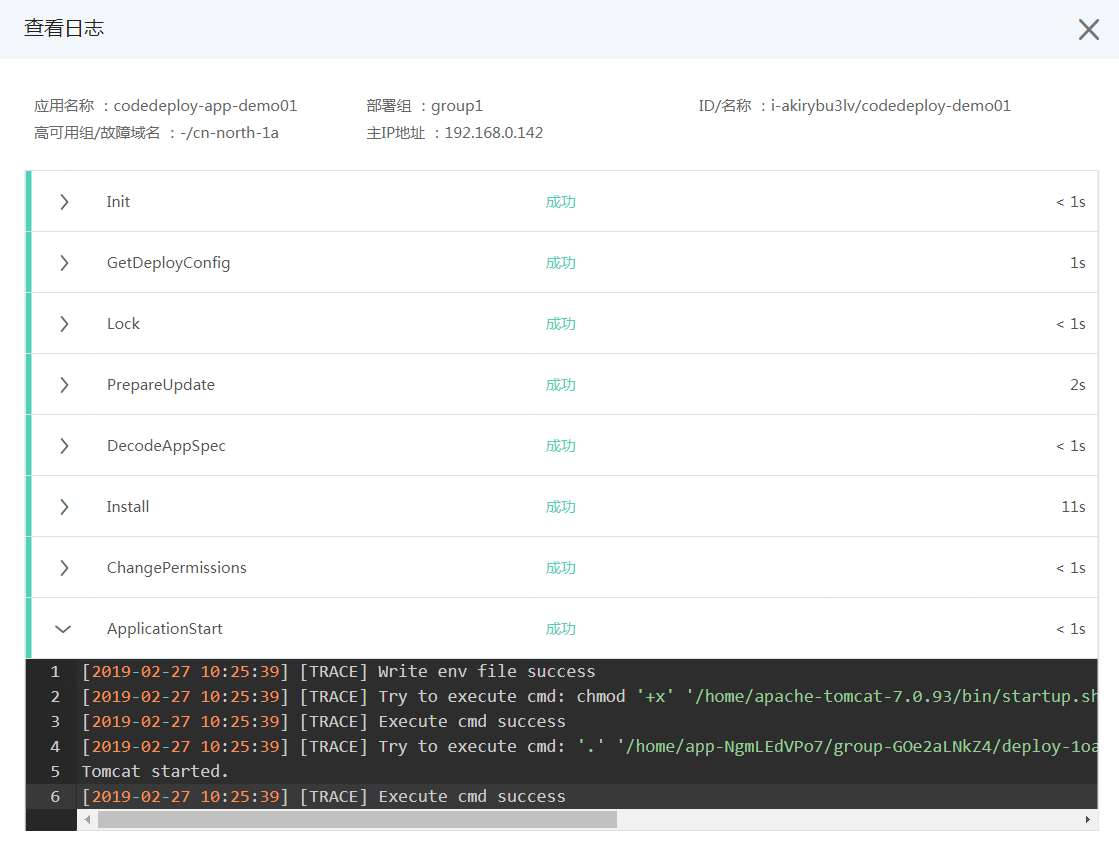 查看日志
应用名称 ：codedeploy-app-demo01 部署组 ：group1 ID/名称 ：i-akirybu3lv/codedeploy-demo01
高可用组/故障域名 ：-/cn-north-1a 主IP地址 ：192.168.0.142
Init 成功 < 1s
GetDeployConfig 成功 1s
Lock 成功 < 1s
PrepareUpdate 成功 2s
DecodeAppSpec 成功 < 1s
Install 成功 11s
ChangePermissions 成功 < 1s
ApplicationStart 成功 < 1s
1 [2019-02-27 10:25:39] [TRACE] Write env file success
2 [2019-02-27 10:25:39] [TRACE] Try to execute cmd: chmod '+x' '/home/apache-tomcat-7.0.93/bin/startup.sh
3 [2019-02-27 10:25:39] [TRACE] Execute cmd success
4 [2019-02-27 10:25:39] [TRACE] Try to execute cmd: '.' '/home/app-NgmLEdVPo7/group-GOe2aLNkZ4/deploy-1oa
5 Tomcat started.
6 [2019-02-27 10:25:39] [TRACE] Execute cmd success